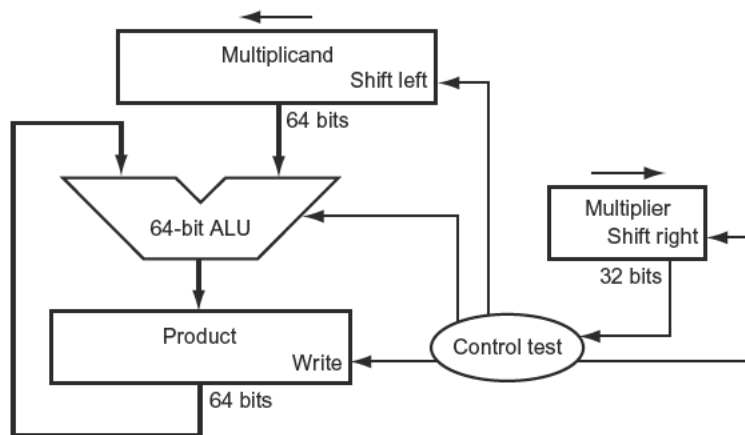 Multiplicand
Shift left
64 bits
64-bit ALU
Multiplier
Shift right
32 bits
Product
Control test
Write
64 bits